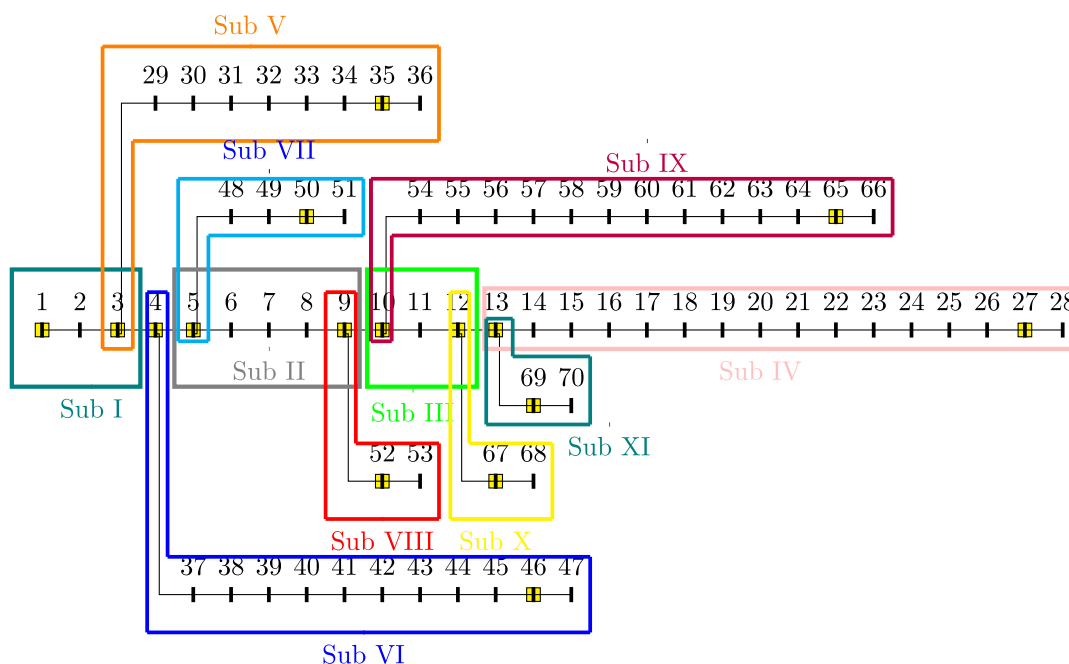 Sub V
29 30 31 32 33 34 35 36
Sub VII
Sub IX
48 49 50 51
54 55 56 57 58 59 60 61 62 63 64 65 66
1 2 3 4 5 6 7 8 9 10 11 12 13 14 15 16 17 18 19 20 21 22 23 24 25 26 27 28
Sub II
Sub IV
69 70
Sub I
Sub III
Sub XI
52 53
67 68
Sub VIII
Sub X
37 38 39 40 41 42 43 44 45 46 47
Sub VI